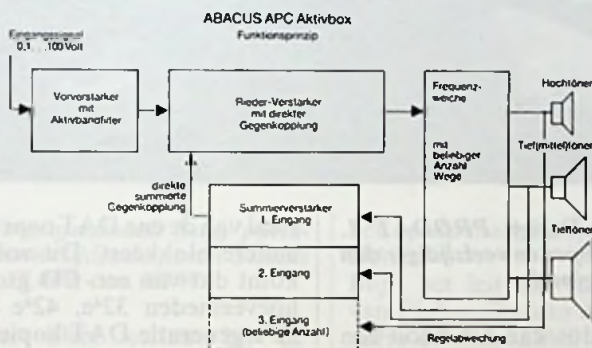 ABACUS APC Aktivbox
Funktionsprinzip
Eingangssignal
0,1. . .100 Volt
Vorverstärker
mit
Aktivbandfilter
Rieder-Verstärker
mit direkter
Gegenkopplung
Frequenz-
weiche
mit
beliebiger
Anzahl
Wege
Hochtöner
Tief(mittel)töner
Tieftöner
direkte
summierte
Gegenkopplung
Summierverstärker
1. Eingang
2. Eingang
3. Eingang
(beliebige Anzahl)
Regelabweichung